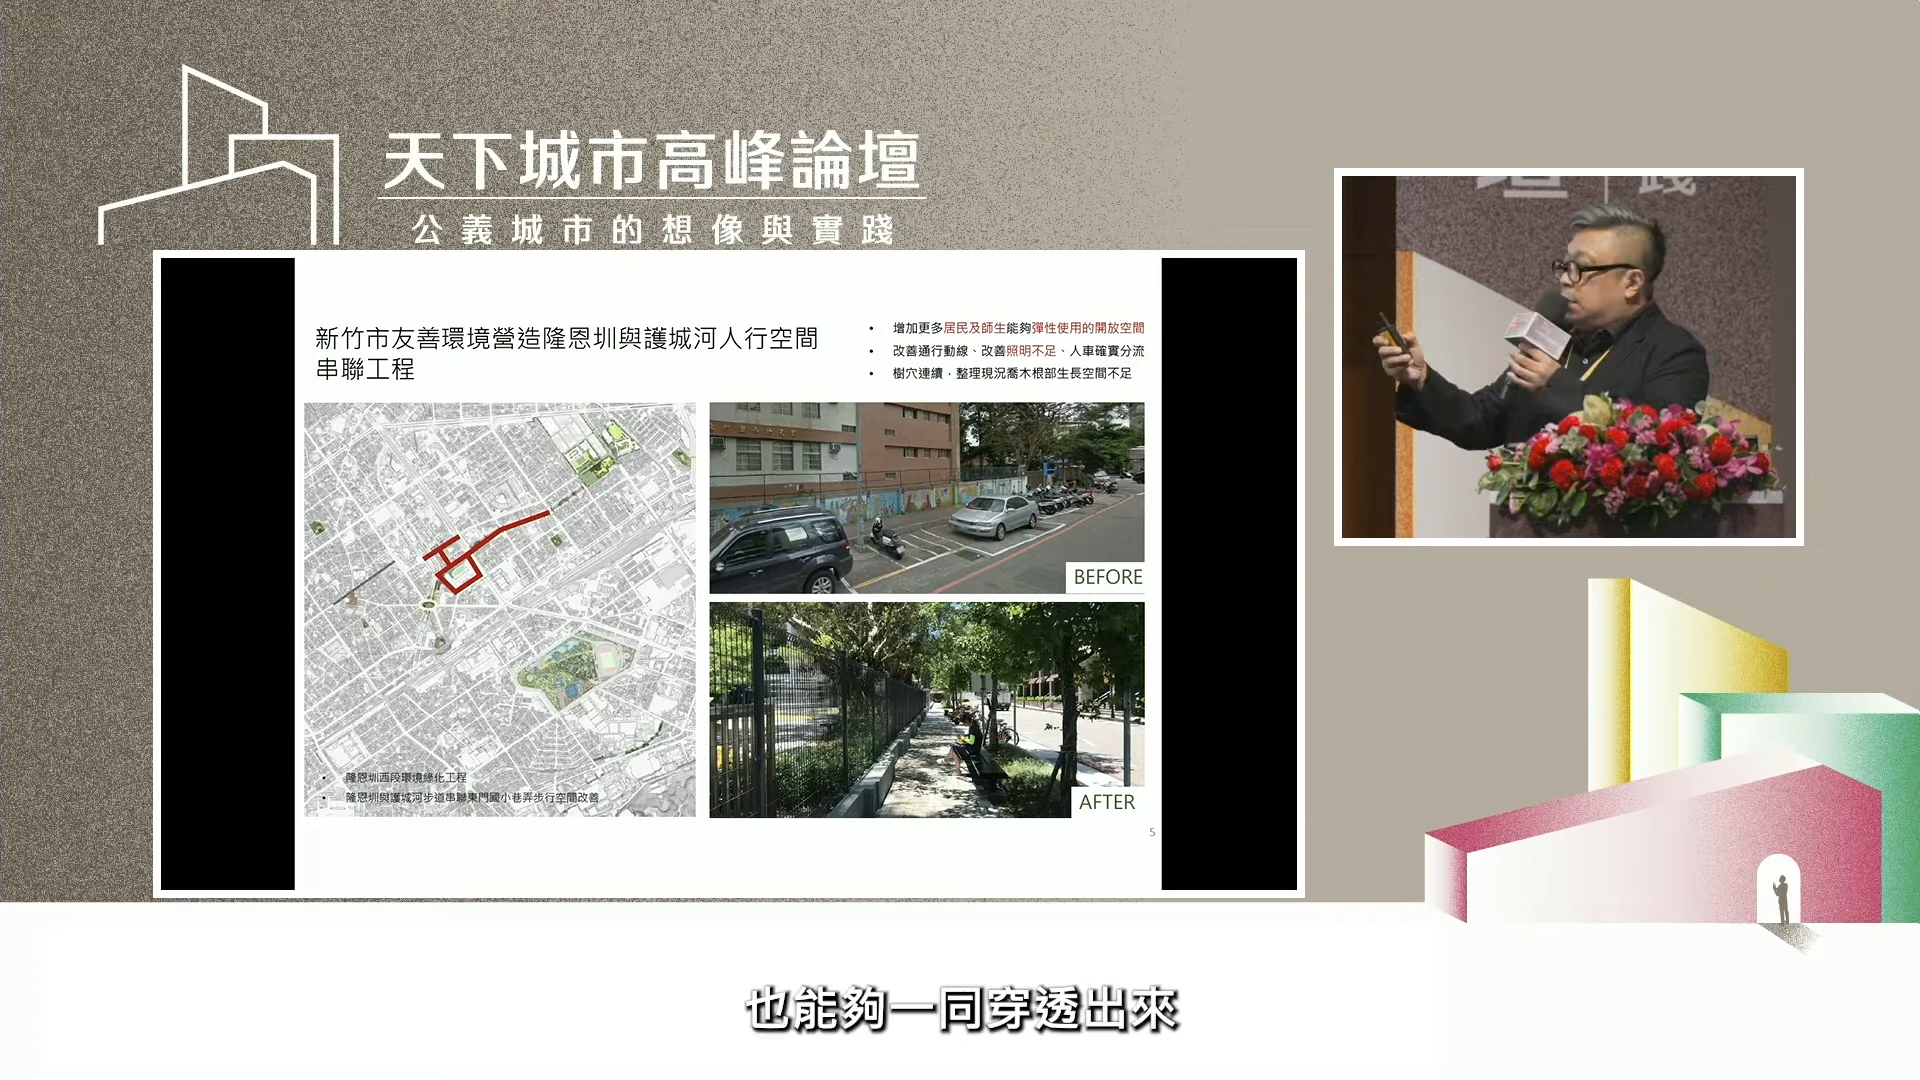 天下城市高峰論壇
公義城市的想像與實踐
新竹市友善環境營造隆恩圳與護城河人行空間
串聯工程
• 增加更多居民及師生能夠彈性使用的開放空間
• 改善通行動線、改善照明不足、人車確實分流
• 樹穴連續，整理現況喬木根部生長空間不足
BEFORE
• 隆恩圳西段環境綠化工程
• 隆恩圳與護城河步道串聯東門國小巷弄步行空間改善
AFTER
5
也能夠一同穿透出來